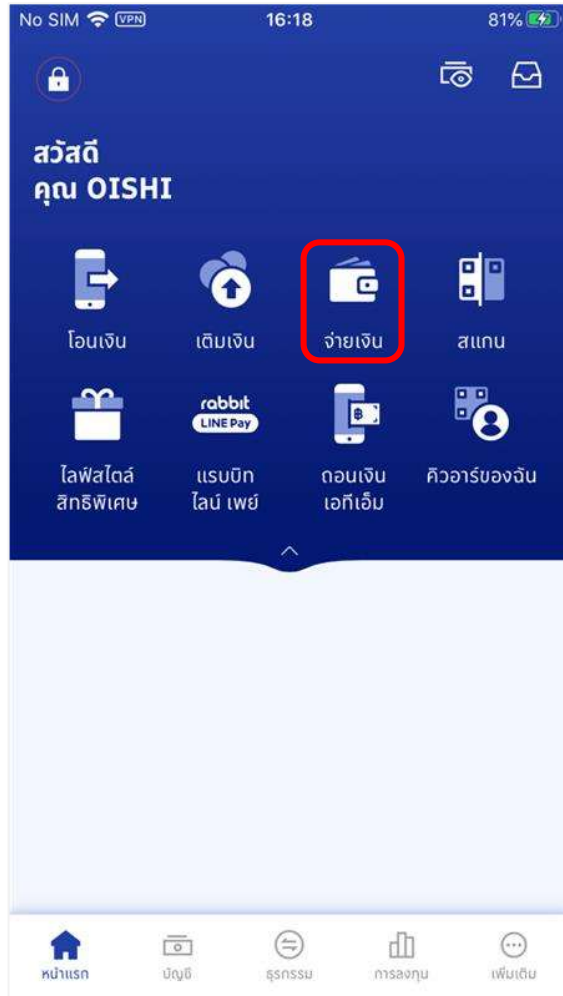 No SIM VPN 16:18 81%
สวัสดี
คุณ OISHI
โอนเงิน เติมเงิน จ่ายเงิน สแกน
rabbit
LINE Pay
ไลฟ์สไตล์ แรบบิท ถอนเงิน คิวอาร์ของฉัน
สิทธิพิเศษ ไลน์ เพย์ เอทีเอ็ม
หน้าแรก บัญชี ธุรกรรม การลงทุน เพิ่มเติม